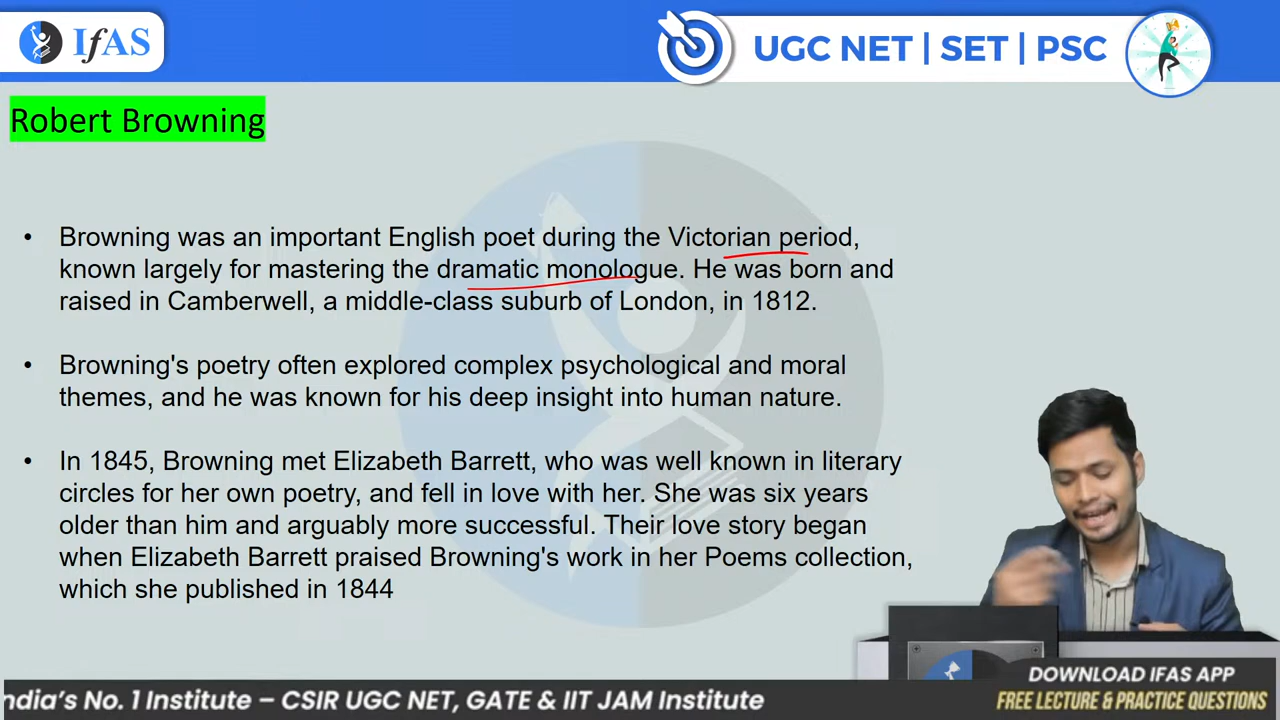 IfAS
UGC NET | SET | PSC
Robert Browning
• Browning was an important English poet during the Victorian period,
known largely for mastering the dramatic monologue. He was born and
raised in Camberwell, a middle-class suburb of London, in 1812.
• Browning's poetry often explored complex psychological and moral
themes, and he was known for his deep insight into human nature.
• In 1845, Browning met Elizabeth Barrett, who was well known in literary
circles for her own poetry, and fell in love with her. She was six years
older than him and arguably more successful. Their love story began
when Elizabeth Barrett praised Browning's work in her Poems collection,
which she published in 1844
ndia's No. 1 Institute – CSIR UGC NET, GATE & IIT JAM Institute
DOWNLOAD IFAS APP
FREE LECTURE & PRACTICE QUESTIONS